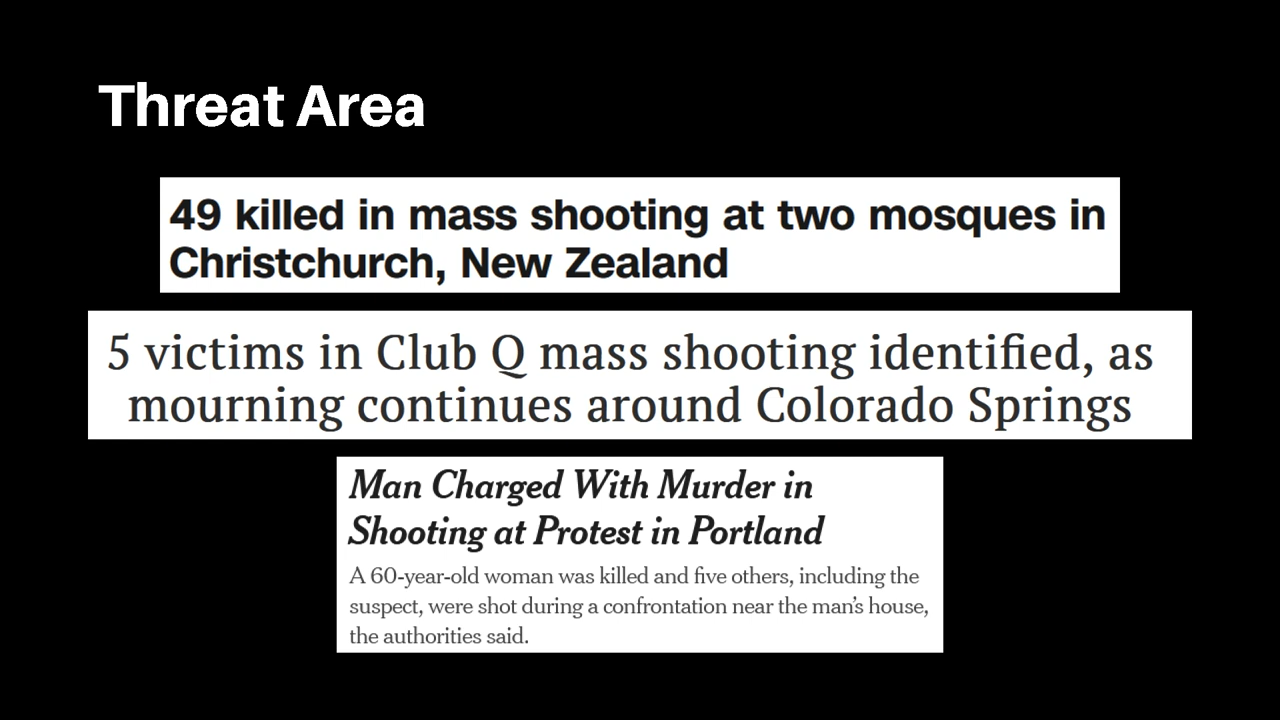 Threat Area
49 killed in mass shooting at two mosques in
Christchurch, New Zealand
5 victims in Club Q mass shooting identified, as
mourning continues around Colorado Springs
Man Charged With Murder in
Shooting at Protest in Portland
A 60-year-old woman was killed and five others, including the
suspect, were shot during a confrontation near the man’s house,
the authorities said.